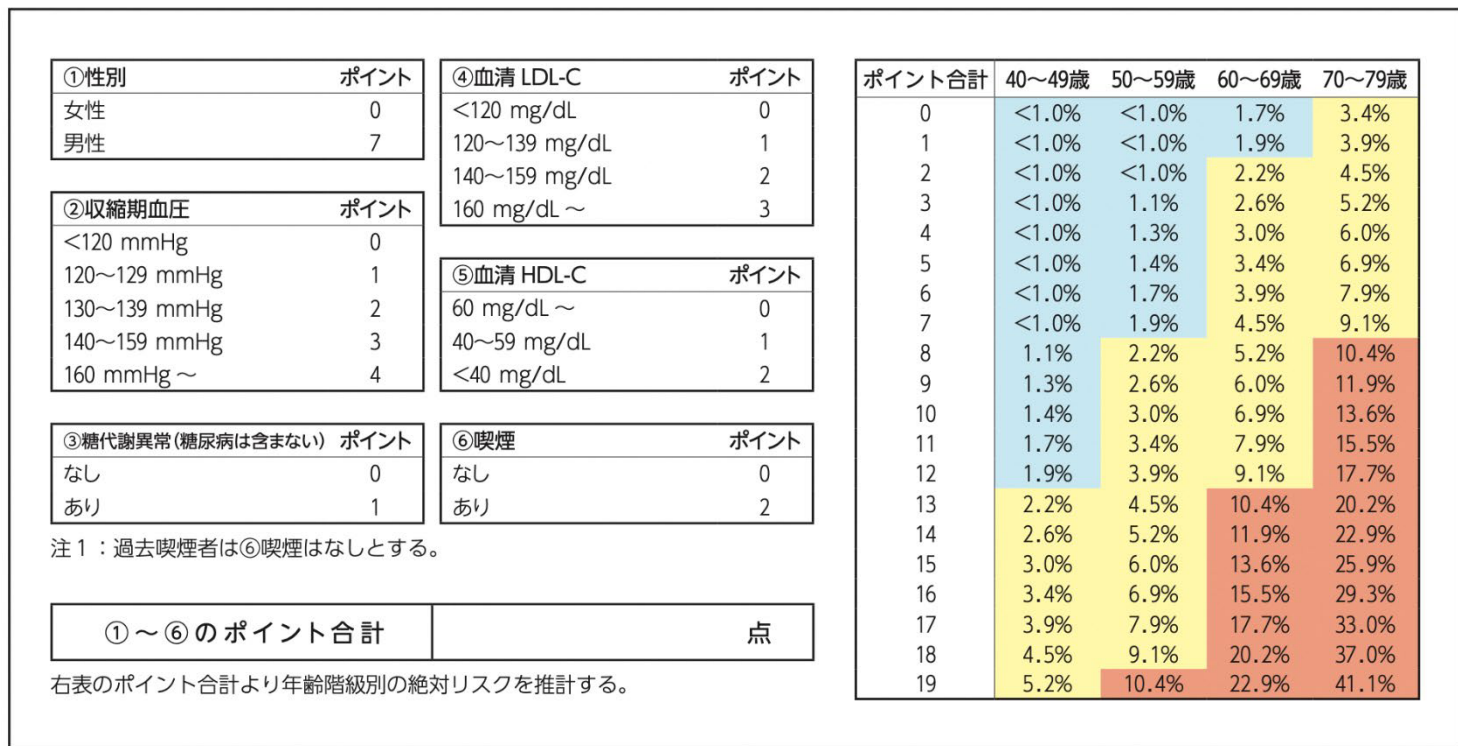 ①性別 ポイント
女性 0
男性 7
②収縮期血圧 ポイント
<120 mmHg 0
120～129 mmHg 1
130～139 mmHg 2
140～159 mmHg 3
160 mmHg～ 4
③糖代謝異常(糖尿病は含まない) ポイント
なし 0
あり 1
④血清 LDL-C ポイント
<120 mg/dL 0
120～139 mg/dL 1
140～159 mg/dL 2
160 mg/dL～ 3
⑤血清 HDL-C ポイント
60 mg/dL～ 0
40～59 mg/dL 1
<40 mg/dL 2
⑥喫煙 ポイント
なし 0
あり 2
注1：過去喫煙者は⑥喫煙はなしとする。
①～⑥のポイント合計 点
右表のポイント合計より年齢階級別の絶対リスクを推計する。
ポイント合計 40～49歳 50～59歳 60～69歳 70～79歳
0 <1.0% <1.0% 1.7% 3.4%
1 <1.0% <1.0% 1.9% 3.9%
2 <1.0% <1.0% 2.2% 4.5%
3 <1.0% 1.1% 2.6% 5.2%
4 <1.0% 1.3% 3.0% 6.0%
5 <1.0% 1.4% 3.4% 6.9%
6 <1.0% 1.7% 3.9% 7.9%
7 <1.0% 1.9% 4.5% 9.1%
8 1.1% 2.2% 5.2% 10.4%
9 1.3% 2.6% 6.0% 11.9%
10 1.4% 3.0% 6.9% 13.6%
11 1.7% 3.4% 7.9% 15.5%
12 1.9% 3.9% 9.1% 17.7%
13 2.2% 4.5% 10.4% 20.2%
14 2.6% 5.2% 11.9% 22.9%
15 3.0% 6.0% 13.6% 25.9%
16 3.4% 6.9% 15.5% 29.3%
17 3.9% 7.9% 17.7% 33.0%
18 4.5% 9.1% 20.2% 37.0%
19 5.2% 10.4% 22.9% 41.1%